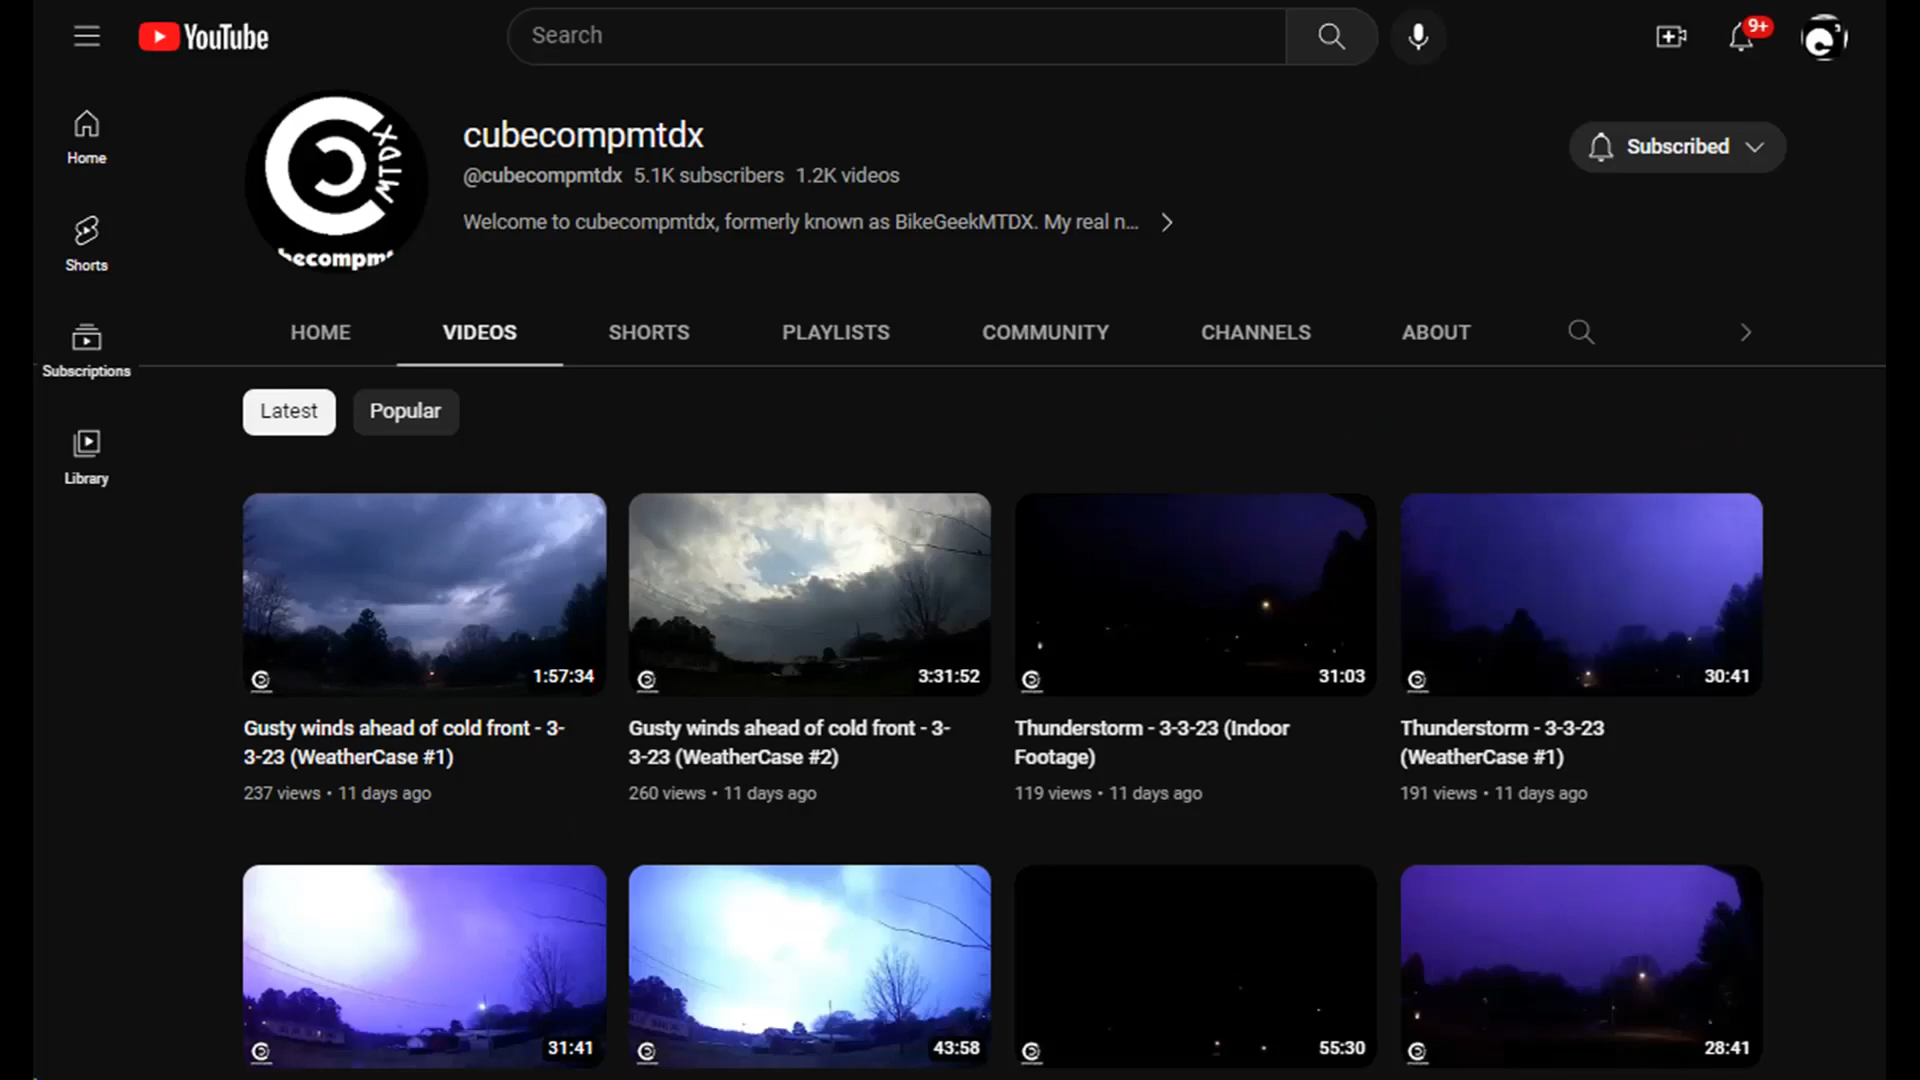 YouTube
Search
9+
Home
Shorts
Subscriptions
Library
MTDX
becompm
cubecompmtdx
@cubecompmtdx 5.1K subscribers 1.2K videos
Welcome to cubecompmtdx, formerly known as BikeGeekMTDX. My real n...
Subscribed
HOME VIDEOS SHORTS PLAYLISTS COMMUNITY CHANNELS ABOUT
Latest Popular
1:57:34
3:31:52
31:03
30:41
Gusty winds ahead of cold front - 3-
3-23 (WeatherCase #1)
237 views • 11 days ago
Gusty winds ahead of cold front - 3-
3-23 (WeatherCase #2)
260 views • 11 days ago
Thunderstorm - 3-3-23 (Indoor
Footage)
119 views • 11 days ago
Thunderstorm - 3-3-23
(WeatherCase #1)
191 views • 11 days ago
31:41
43:58
55:30
28:41